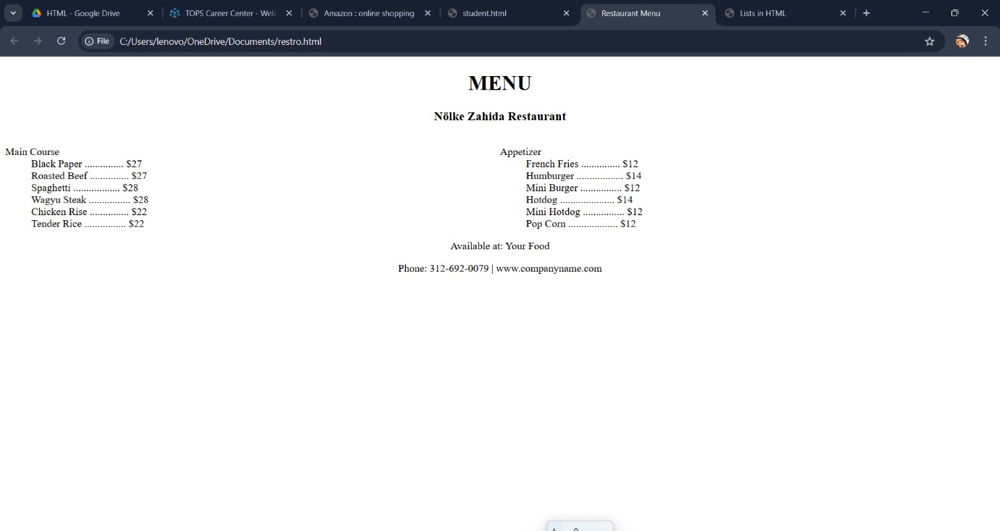 HTML - Google Drive
TOPS Career Center - Welc
Amazon : online shopping
student.html
Restaurant Menu
Lists in HTML
File
C:/Users/lenovo/OneDrive/Documents/restro.html
MENU
Nölke Zahida Restaurant
Main Course
Black Paper ............... $27
Roasted Beef ............... $27
Spaghetti .................. $28
Wagyu Steak ................ $28
Chicken Rise ............... $22
Tender Rice ................ $22
Appetizer
French Fries ............... $12
Humburger .................. $14
Mini Burger ................ $12
Hotdog ..................... $14
Mini Hotdog ................ $12
Pop Corn ................... $12
Available at: Your Food
Phone: 312-692-0079 | www.companyname.com